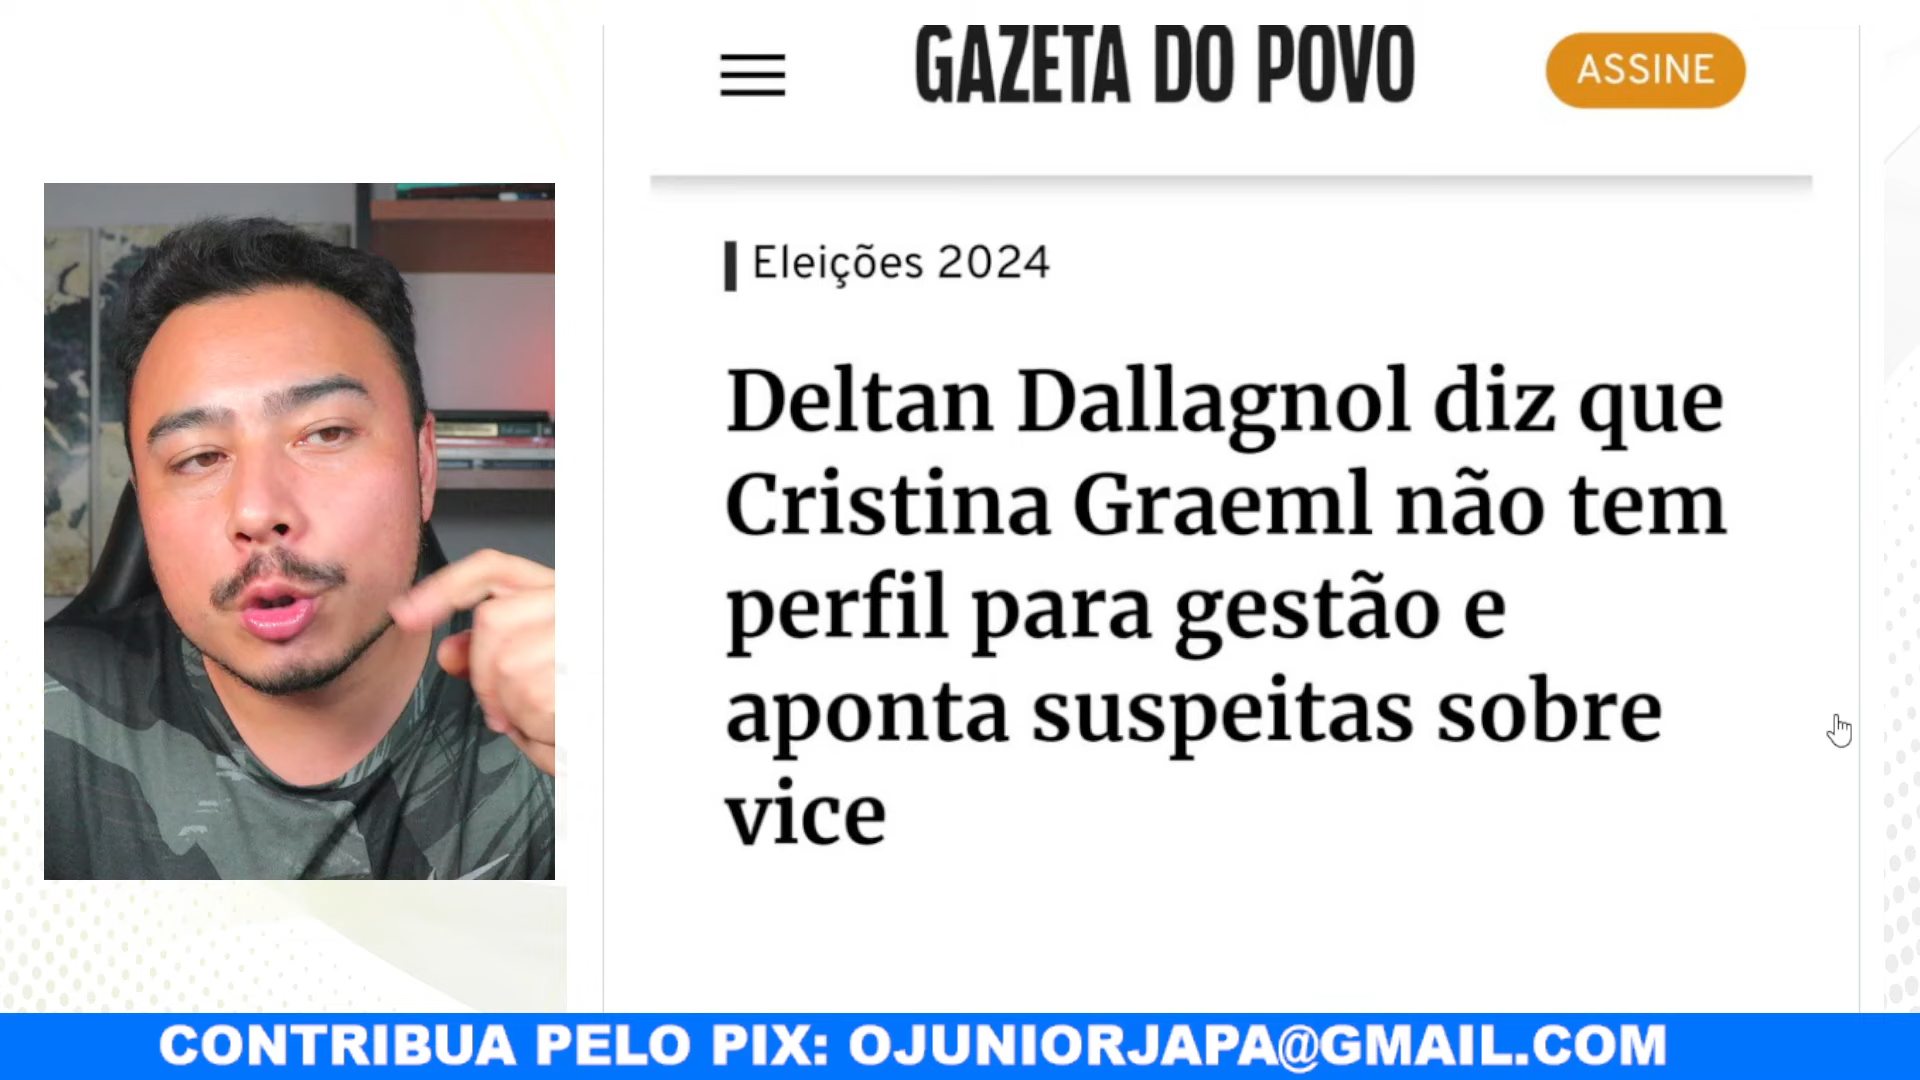 GAZETA DO POVO
ASSINE
Eleições 2024
Deltan Dallagnol diz que
Cristina Graeml não tem
perfil para gestão e
aponta suspeitas sobre
vice
CONTRIBUA PELO PIX: OJUNIORJAPA@GMAIL.COM